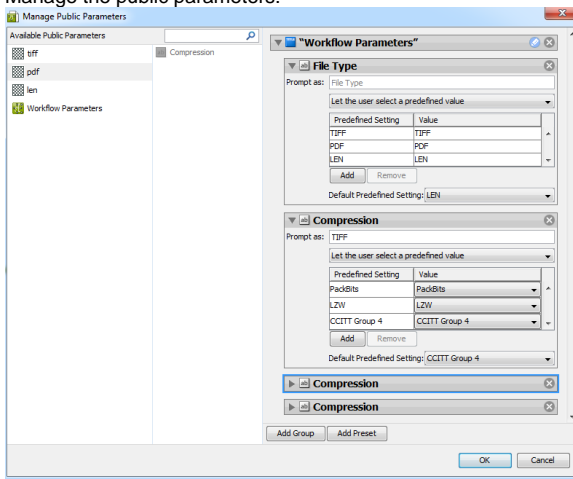 Manage the public parameters.
Manage Public Parameters
Available Public Parameters
tiff
pdf
len
Workflow Parameters
Compression
"Workflow Parameters"
File Type
Prompt as: File Type
Let the user select a predefined value
Predefined Setting Value
TIFF TIFF
PDF PDF
LEN LEN
Add Remove
Default Predefined Setting: LEN
Compression
Prompt as: TIFF
Let the user select a predefined value
Predefined Setting Value
PackBits PackBits
LZW LZW
CCITT Group 4 CCITT Group 4
Add Remove
Default Predefined Setting: CCITT Group 4
Compression
Compression
Add Group Add Preset
OK Cancel